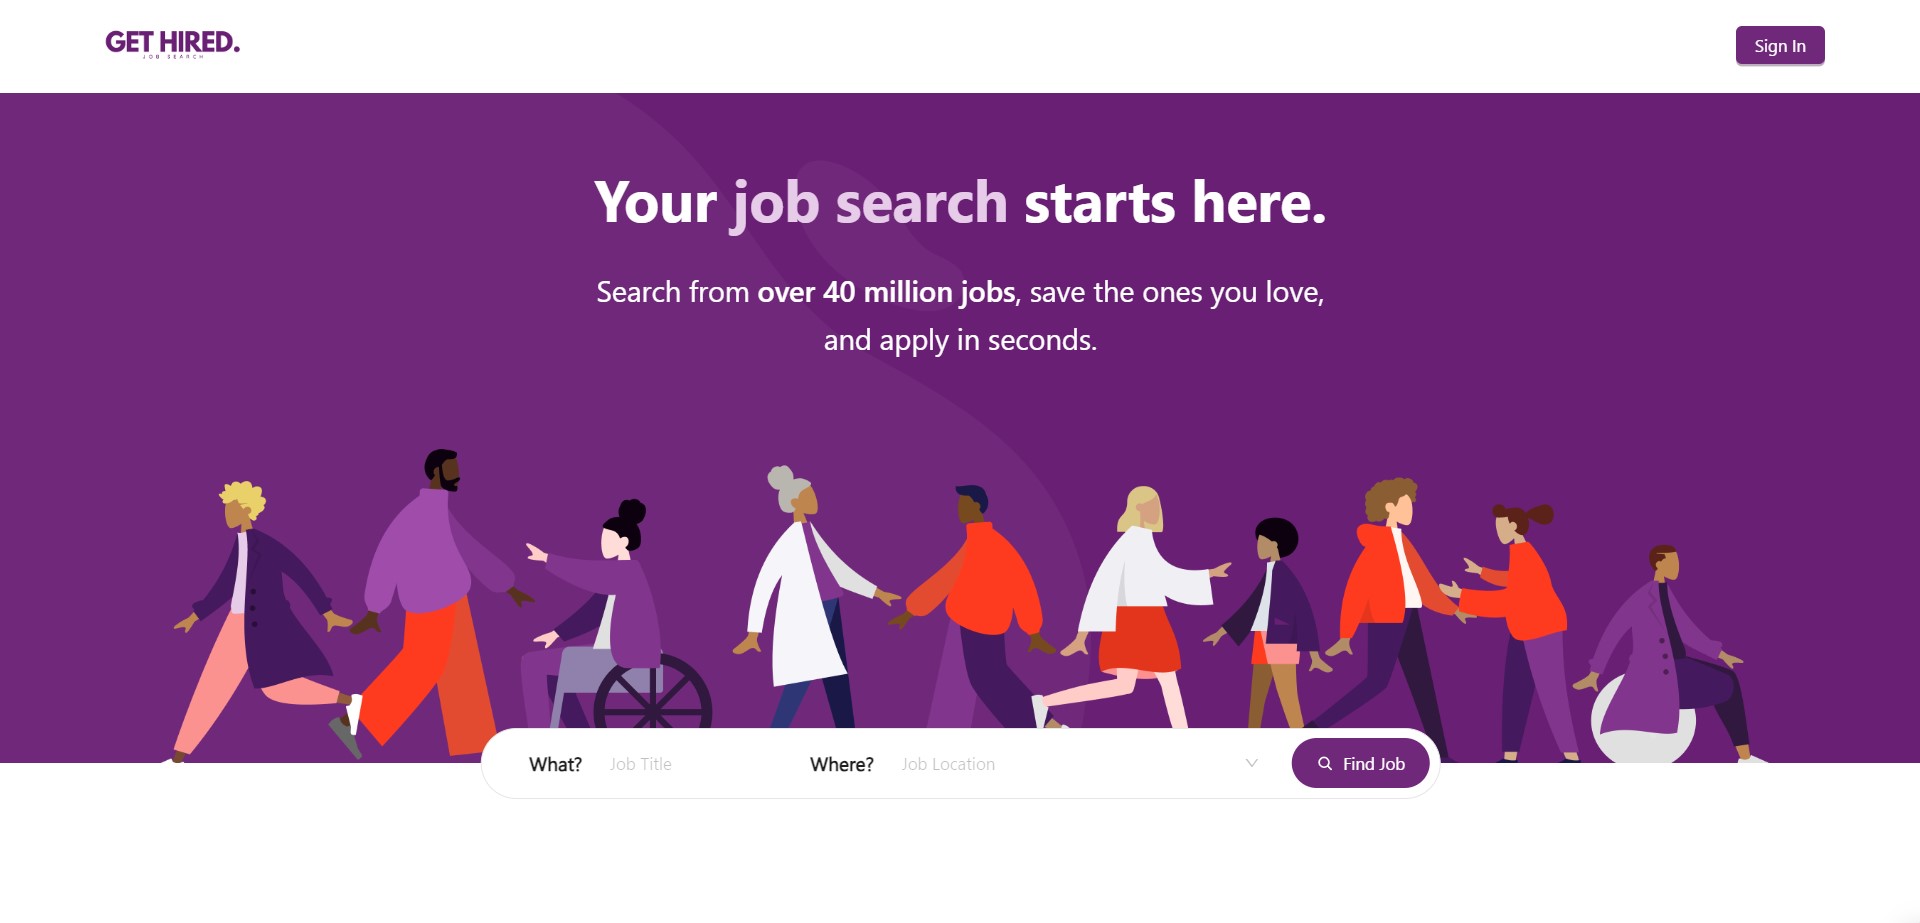 GET HIRED.
JOB SEARCH
Sign In
Your job search starts here.
Search from over 40 million jobs, save the ones you love,
and apply in seconds.
What? Job Title Where? Job Location Find Job